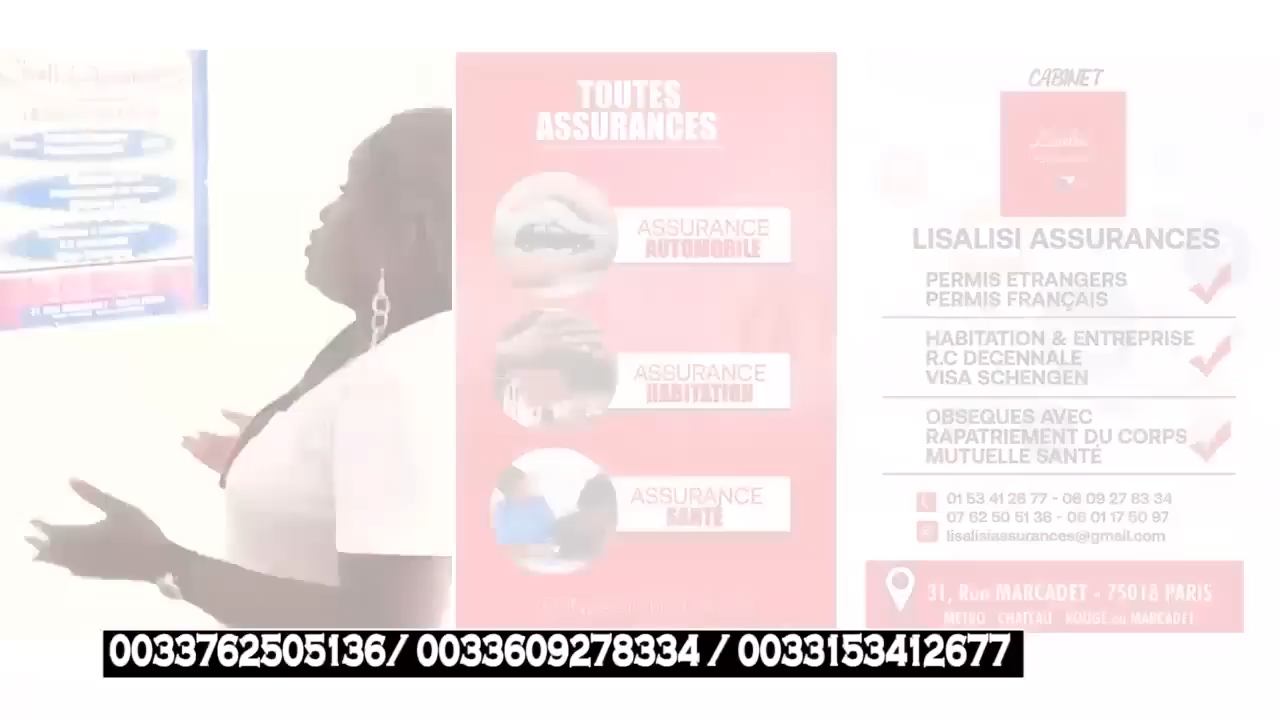 TOUTES
ASSURANCES
ASSURANCE
AUTOMOBILE
ASSURANCE
HABITATION
ASSURANCE
SANTÉ
CABINET
LISALISI ASSURANCES
PERMIS ETRANGERS
PERMIS FRANÇAIS
HABITATION & ENTREPRISE
R.C DECENNALE
VISA SCHENGEN
OBSEQUES AVEC
RAPATRIEMENT DU CORPS
MUTUELLE SANTÉ
01 53 41 26 77 - 06 09 27 83 34
07 62 50 51 36 - 06 01 17 50 97
lisalisiassurances@gmail.com
31, Rue MARCADET - 75018 PARIS
METRO CHATEAU ROUGE ou MARCADET
0033762505136/ 0033609278334 / 0033153412677